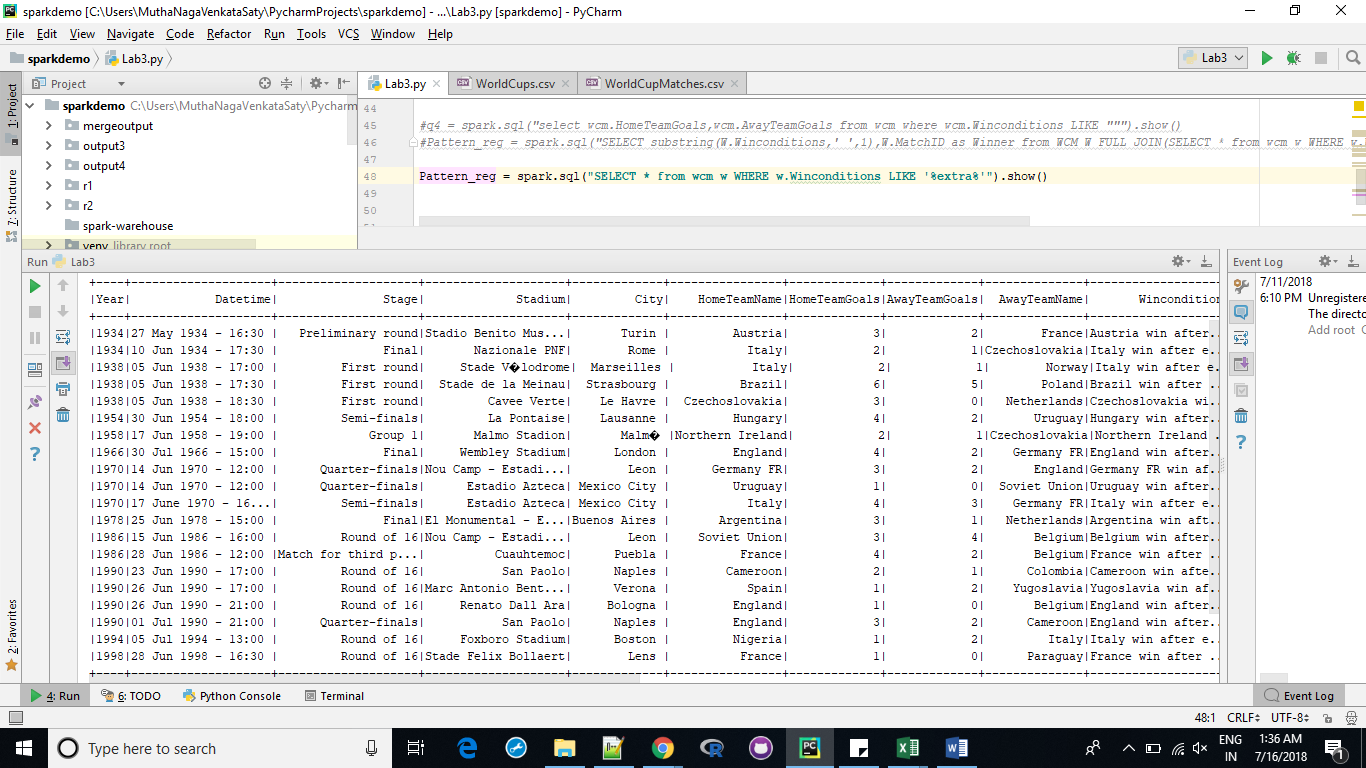 sparkdemo [C:\Users\MuthaNagaVenkataSaty\PycharmProjects\sparkdemo] - ...\Lab3.py [sparkdemo] - PyCharm
File Edit View Navigate Code Refactor Run Tools VCS Window Help
sparkdemo Lab3.py Lab3
1: Project
7: Structure
2: Favorites
Project
sparkdemo C:\Users\MuthaNagaVenkataSaty\Pycharm
mergeoutput
output3
output4
r1
r2
spark-warehouse
venv library root
Lab3.py WorldCups.csv WorldCupMatches.csv
44
45 #q4 = spark.sql("select wcm.HomeTeamGoals,wcm.AwayTeamGoals from wcm where wcm.Winconditions LIKE """).show()
46 #Pattern_reg = spark.sql("SELECT substring(W.Winconditions,' ',1),W.MatchID as Winner from WCM W FULL JOIN(SELECT * from wcm w WHERE w.
47
48 Pattern_reg = spark.sql("SELECT * from wcm w WHERE w.Winconditions LIKE '%extra%'").show()
49
50
Run Lab3
|Year| Datetime| Stage| Stadium| City| HomeTeamName|HomeTeamGoals|AwayTeamGoals| AwayTeamName| Wincondition
|1934|27 May 1934 - 16:30 | Preliminary round|Stadio Benito Mus...| Turin | Austria| 3| 2| France|Austria win after..
|1934|10 Jun 1934 - 17:30 | Final| Nazionale PNF| Rome | Italy| 2| 1|Czechoslovakia|Italy win after e..
|1938|05 Jun 1938 - 17:00 | First round| Stade V�lodrome| Marseilles | Italy| 2| 1| Norway|Italy win after e.
|1938|05 Jun 1938 - 17:30 | First round| Stade de la Meinau| Strasbourg | Brazil| 6| 5| Poland|Brazil win after ..
|1938|05 Jun 1938 - 18:30 | First round| Cavee Verte| Le Havre | Czechoslovakia| 3| 0| Netherlands|Czechoslovakia wi..
|1954|30 Jun 1954 - 18:00 | Semi-finals| La Pontaise| Lausanne | Hungary| 4| 2| Uruguay|Hungary win after..
|1958|17 Jun 1958 - 19:00 | Group 1| Malmo Stadion| Malm� |Northern Ireland| 2| 1|Czechoslovakia|Northern Ireland ..
|1966|30 Jul 1966 - 15:00 | Final| Wembley Stadium| London | England| 4| 2| Germany FR|England win after..
|1970|14 Jun 1970 - 12:00 | Quarter-finals|Nou Camp - Estadi...| Leon | Germany FR| 3| 2| England|Germany FR win af..
|1970|14 Jun 1970 - 12:00 | Quarter-finals| Estadio Azteca| Mexico City | Uruguay| 1| 0| Soviet Union|Uruguay win after..
|1970|17 June 1970 - 16...| Semi-finals| Estadio Azteca| Mexico City | Italy| 4| 3| Germany FR|Italy win after e..
|1978|25 Jun 1978 - 15:00 | Final|El Monumental - E...|Buenos Aires | Argentina| 3| 1| Netherlands|Argentina win aft..
|1986|15 Jun 1986 - 16:00 | Round of 16|Nou Camp - Estadi...| Leon | Soviet Union| 3| 4| Belgium|Belgium win after..
|1986|28 Jun 1986 - 12:00 |Match for third p...| Cuauhtemoc| Puebla | France| 4| 2| Belgium|France win after ..
|1990|23 Jun 1990 - 17:00 | Round of 16| San Paolo| Naples | Cameroon| 2| 1| Colombia|Cameroon win afte..
|1990|26 Jun 1990 - 17:00 | Round of 16|Marc Antonio Bent...| Verona | Spain| 1| 2| Yugoslavia|Yugoslavia win af..
|1990|26 Jun 1990 - 21:00 | Round of 16| Renato Dall Ara| Bologna | England| 1| 0| Belgium|England win after..
|1990|01 Jul 1990 - 21:00 | Quarter-finals| San Paolo| Naples | England| 3| 2| Cameroon|England win after..
|1994|05 Jul 1994 - 13:00 | Round of 16| Foxboro Stadium| Boston | Nigeria| 1| 2| Italy|Italy win after e..
|1998|28 Jun 1998 - 16:30 | Round of 16|Stade Felix Bollaert| Lens | France| 1| 0| Paraguay|France win after ..
Event Log
7/11/2018
6:10 PM Unregistere
The directo
Add root C
4: Run 6: TODO Python Console Terminal Event Log
48:1 CRLF UTF-8
Type here to search
ENG
IN
1:36 AM
7/16/2018
1